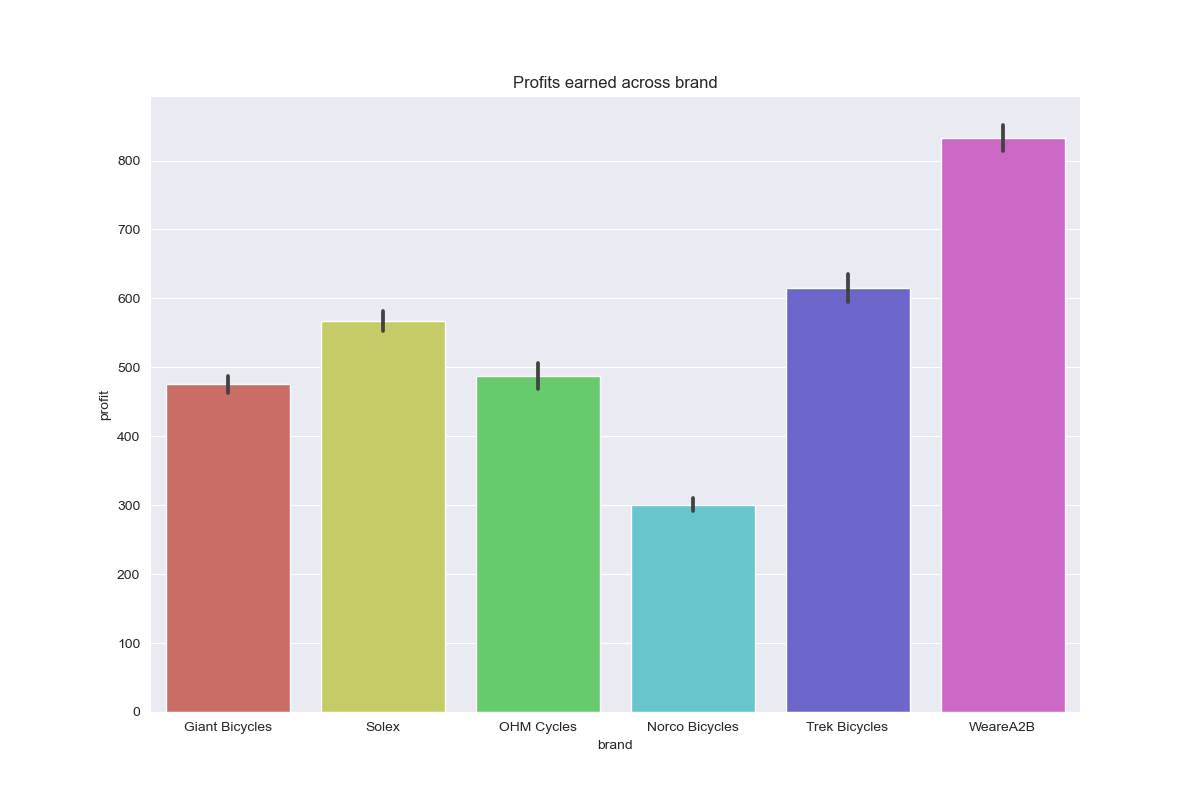 Profits earned across brand
800
700
600
500
400
300
200
100
0
profit
Giant Bicycles
Solex
OHM Cycles
Norco Bicycles
Trek Bicycles
WeareA2B
brand